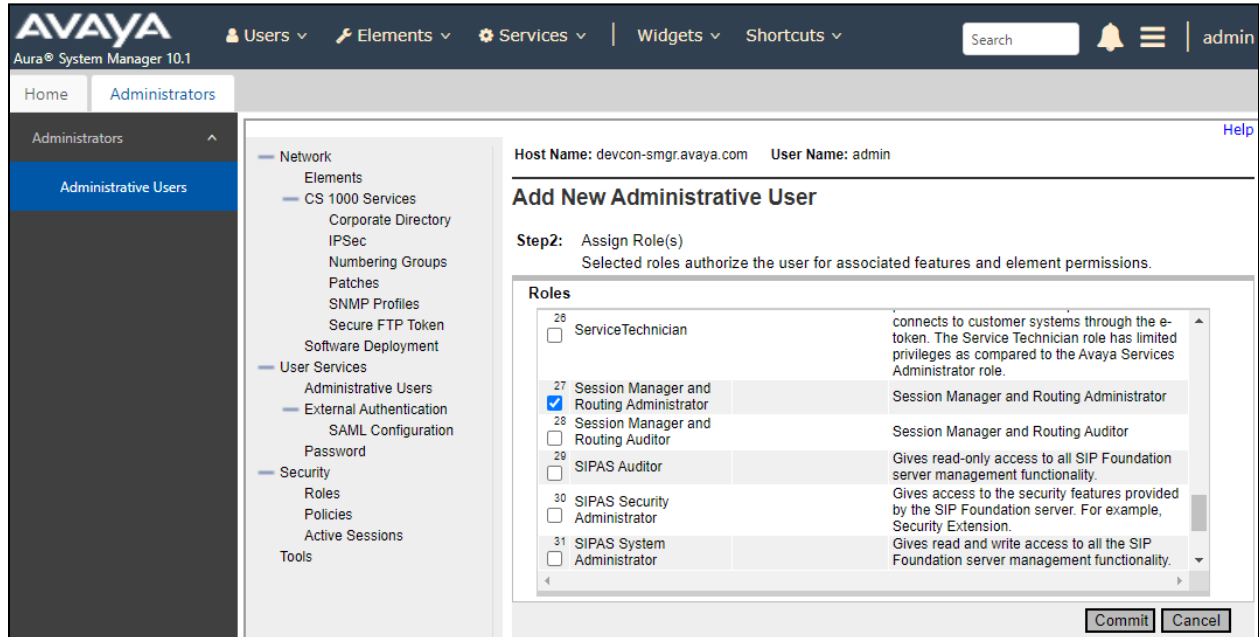 AVAYA
Aura® System Manager 10.1
Users
Elements
Services
Widgets
Shortcuts
Search
admin
Home
Administrators
Administrators
Administrative Users
Network
Elements
CS 1000 Services
Corporate Directory
IPSec
Numbering Groups
Patches
SNMP Profiles
Secure FTP Token
Software Deployment
User Services
Administrative Users
External Authentication
SAML Configuration
Password
Security
Roles
Policies
Active Sessions
Tools
Help
Host Name: devcon-smgr.avaya.com User Name: admin
Add New Administrative User
Step2: Assign Role(s)
Selected roles authorize the user for associated features and element permissions.
Roles
26
ServiceTechnician
connects to customer systems through the e-
token. The Service Technician role has limited
privileges as compared to the Avaya Services
Administrator role.
27
Session Manager and
Routing Administrator
Session Manager and Routing Administrator
28
Session Manager and
Routing Auditor
Session Manager and Routing Auditor
29
SIPAS Auditor
Gives read-only access to all SIP Foundation
server management functionality.
30
SIPAS Security
Administrator
Gives access to the security features provided
by the SIP Foundation server. For example,
Security Extension.
31
SIPAS System
Administrator
Gives read and write access to all the SIP
Foundation server management functionality.
Commit
Cancel